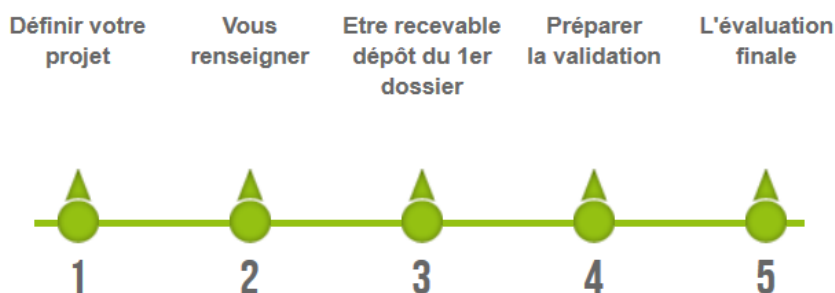 Définir votre
projet
Vous
renseigner
Etre recevable
dépôt du 1er
dossier
Préparer
la validation
L'évaluation
finale
1
2
3
4
5